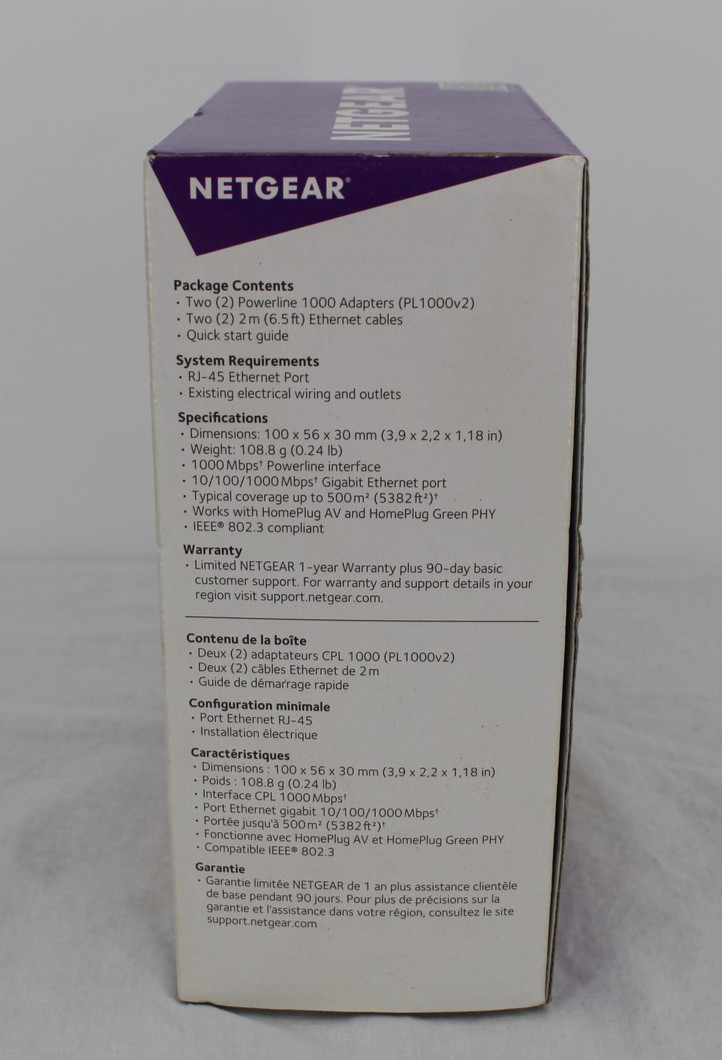 NETGEAR
NETGEAR®
Package Contents
• Two (2) Powerline 1000 Adapters (PL1000v2)
• Two (2) 2 m (6.5 ft) Ethernet cables
• Quick start guide
System Requirements
• RJ-45 Ethernet Port
• Existing electrical wiring and outlets
Specifications
• Dimensions: 100 x 56 x 30 mm (3,9 x 2,2 x 1,18 in)
• Weight: 108.8 g (0.24 lb)
• 1000 Mbps† Powerline interface
• 10/100/1000 Mbps† Gigabit Ethernet port
• Typical coverage up to 500 m² (5382 ft²)†
• Works with HomePlug AV and HomePlug Green PHY
• IEEE® 802.3 compliant
Warranty
• Limited NETGEAR 1-year Warranty plus 90-day basic
customer support. For warranty and support details in your
region visit support.netgear.com.
Contenu de la boîte
• Deux (2) adaptateurs CPL 1000 (PL1000v2)
• Deux (2) câbles Ethernet de 2 m
• Guide de démarrage rapide
Configuration minimale
• Port Ethernet RJ-45
• Installation électrique
Caractéristiques
• Dimensions : 100 x 56 x 30 mm (3,9 x 2,2 x 1,18 in)
• Poids : 108.8 g (0.24 lb)
• Interface CPL 1000 Mbps†
• Port Ethernet gigabit 10/100/1000 Mbps†
• Portée jusqu'à 500 m² (5382 ft²)†
• Fonctionne avec HomePlug AV et HomePlug Green PHY
• Compatible IEEE® 802.3
Garantie
• Garantie limitée NETGEAR de 1 an plus assistance clientèle
de base pendant 90 jours. Pour plus de précisions sur la
garantie et l'assistance dans votre région, consultez le site
support.netgear.com